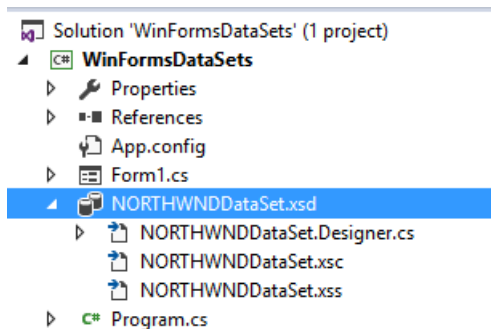 Solution 'WinFormsDataSets' (1 project)
C# WinFormsDataSets
Properties
References
App.config
Form1.cs
NORTHWNDDataSet.xsd
NORTHWNDDataSet.Designer.cs
NORTHWNDDataSet.xsc
NORTHWNDDataSet.xss
C# Program.cs